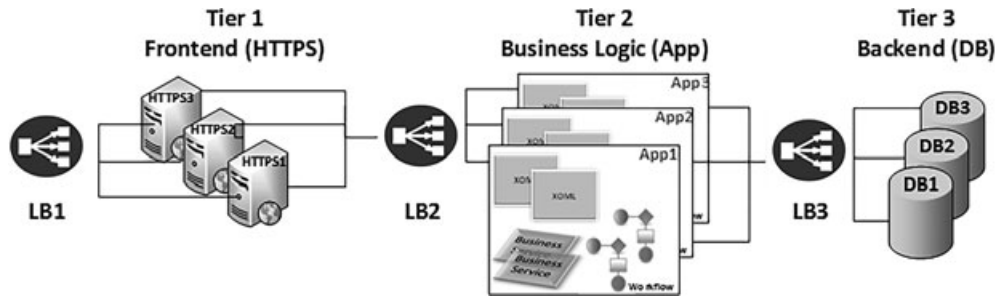 Tier 1
Frontend (HTTPS)
Tier 2
Business Logic (App)
Tier 3
Backend (DB)
HTTPS3
HTTPS2
HTTPS1
LB1
LB2
App3
App2
App1
XOML
XOML
Business
Business
Service
Workflow
LB3
DB3
DB2
DB1